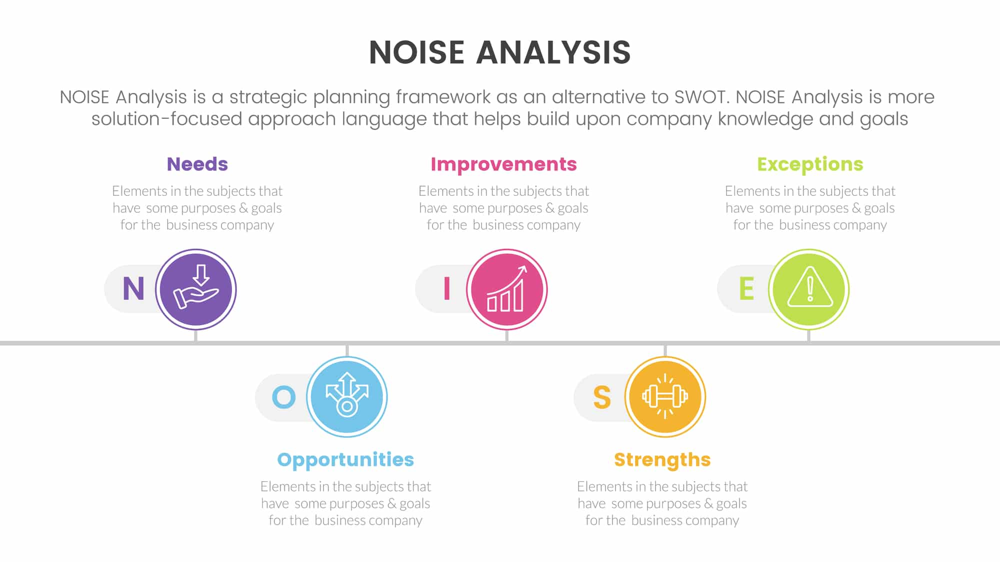 NOISE ANALYSIS
NOISE Analysis is a strategic planning framework as an alternative to SWOT. NOISE Analysis is more
solution-focused approach language that helps build upon company knowledge and goals
Needs
Elements in the subjects that
have some purposes & goals
for the business company
N
Opportunities
Elements in the subjects that
have some purposes & goals
for the business company
O
Improvements
Elements in the subjects that
have some purposes & goals
for the business company
I
Strengths
Elements in the subjects that
have some purposes & goals
for the business company
S
Exceptions
Elements in the subjects that
have some purposes & goals
for the business company
E